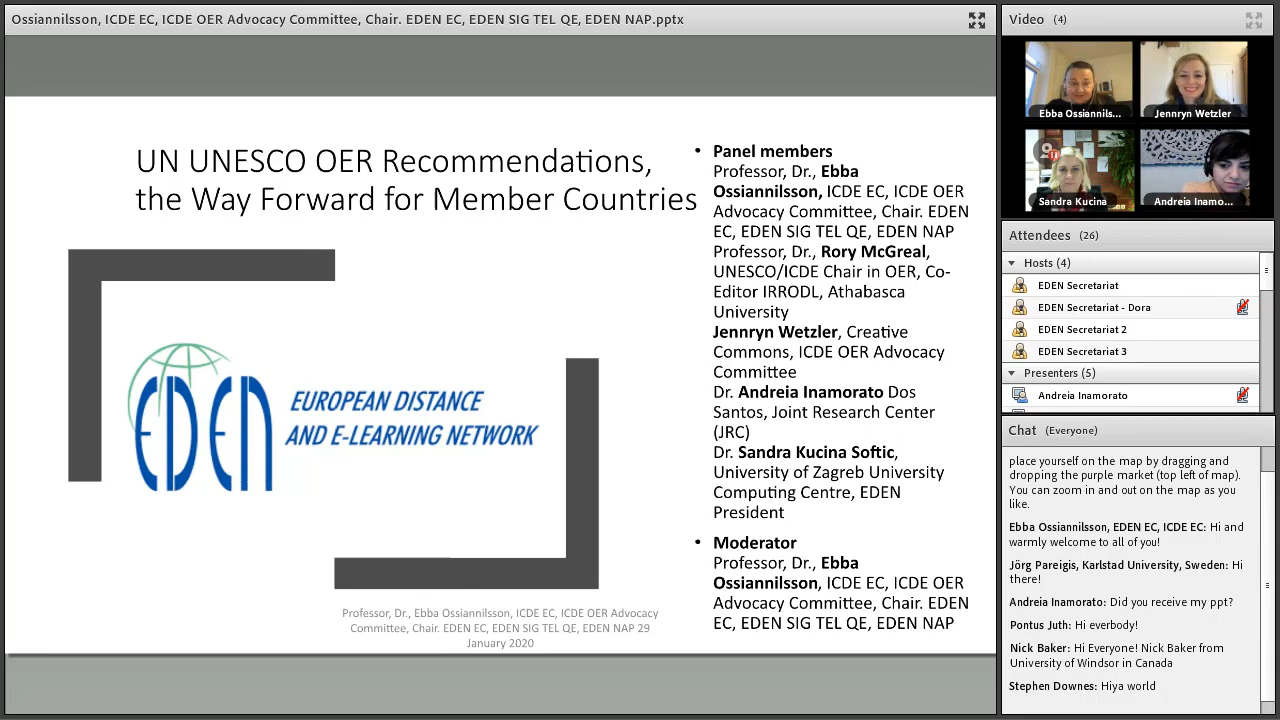 Ossiannilsson, ICDE EC, ICDE OER Advocacy Committee, Chair. EDEN EC, EDEN SIG TEL QE, EDEN NAP.pptx
UN UNESCO OER Recommendations,
the Way Forward for Member Countries
EDEN
EUROPEAN DISTANCE
AND E-LEARNING NETWORK
Professor, Dr., Ebba Ossiannilsson, ICDE EC, ICDE OER Advocacy
Committee, Chair. EDEN EC, EDEN SIG TEL QE, EDEN NAP 29
January 2020
• Panel members
Professor, Dr., Ebba
Ossiannilsson, ICDE EC, ICDE OER
Advocacy Committee, Chair. EDEN
EC, EDEN SIG TEL QE, EDEN NAP
Professor, Dr., Rory McGreal,
UNESCO/ICDE Chair in OER, Co-
Editor IRRODL, Athabasca
University
Jennryn Wetzler, Creative
Commons, ICDE OER Advocacy
Committee
Dr. Andreia Inamorato Dos
Santos, Joint Research Center
(JRC)
Dr. Sandra Kucina Softic,
University of Zagreb University
Computing Centre, EDEN
President
• Moderator
Professor, Dr., Ebba
Ossiannilsson, ICDE EC, ICDE OER
Advocacy Committee, Chair. EDEN
EC, EDEN SIG TEL QE, EDEN NAP
Video (4)
Ebba Ossiannils...
Jennryn Wetzler
Sandra Kucina
Andreia Inamo...
Attendees (26)
Hosts (4)
EDEN Secretariat
EDEN Secretariat - Dora
EDEN Secretariat 2
EDEN Secretariat 3
Presenters (5)
Andreia Inamorato
Chat (Everyone)
place yourself on the map by dragging and
dropping the purple market (top left of map).
You can zoom in and out on the map as you
like.
Ebba Ossiannilsson, EDEN EC, ICDE EC: Hi and
warmly welcome to all of you!
Jörg Pareigis, Karlstad University, Sweden: Hi
there!
Andreia Inamorato: Did you receive my ppt?
Pontus Juth: Hi everbody!
Nick Baker: Hi Everyone! Nick Baker from
University of Windsor in Canada
Stephen Downes: Hiya world